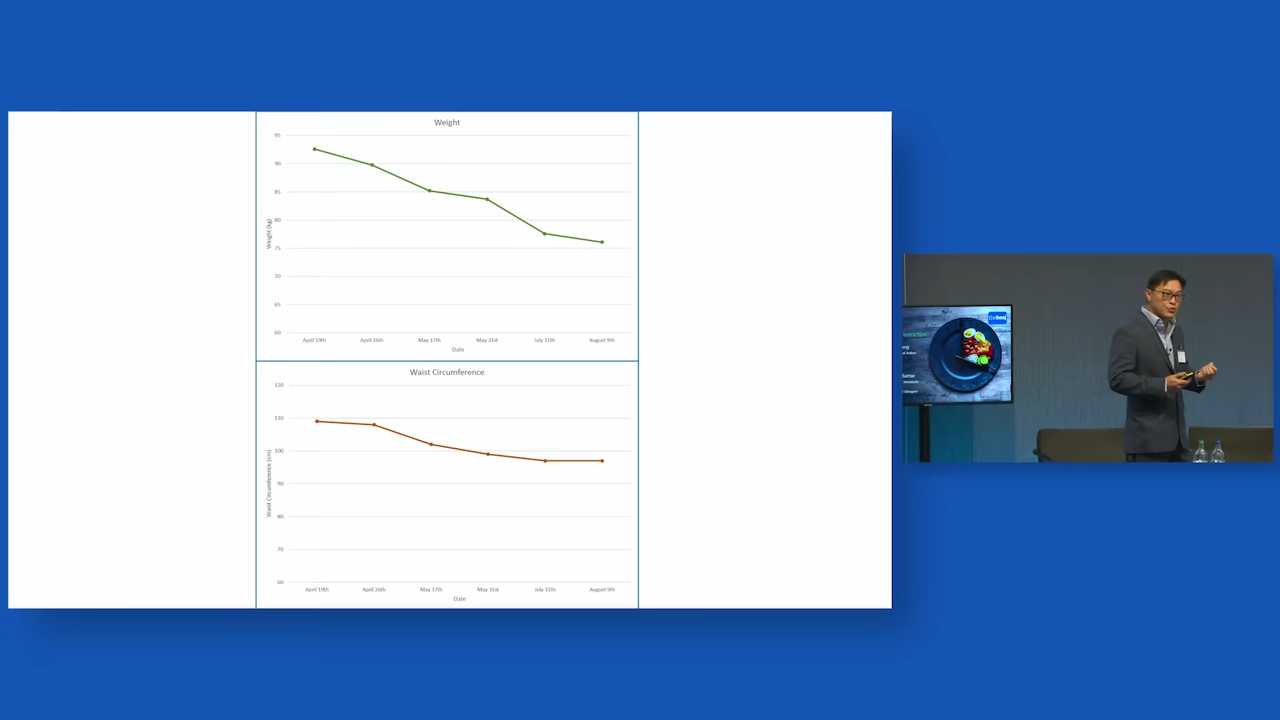 Weight
95
90
85
80
75
70
65
60
Weight (kg)
April 19th April 26th May 17th May 31st July 11th August 9th
Date
Waist Circumference
120
110
100
90
80
70
60
Waist Circumference (cm)
April 19th April 26th May 17th May 31st July 11th August 9th
Date